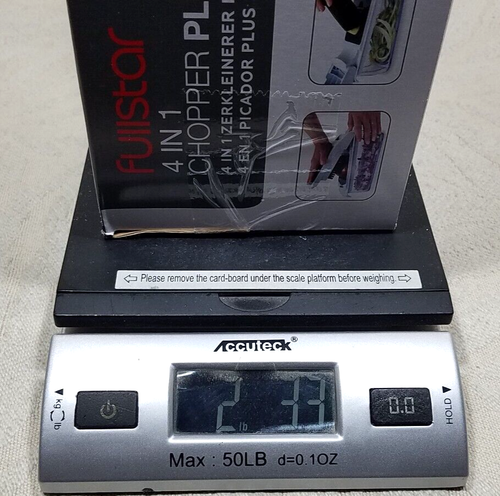 fullstar
4 IN 1
CHOPPER PL
4 IN 1 ZERKLEINERER
4 EN 1 PICADOR PLUS
⇦ Please remove the card-board under the scale platform before weighing. ⇨
Accuteck®
kg lb
2 lb 3.3
0.0
HOLD
Max : 50LB d=0.1OZ